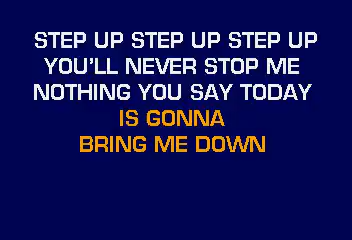 STEP UP STEP UP STEP UP
YOU'LL NEVER STOP ME
NOTHING YOU SAY TODAY
IS GONNA
BRING ME DOWN